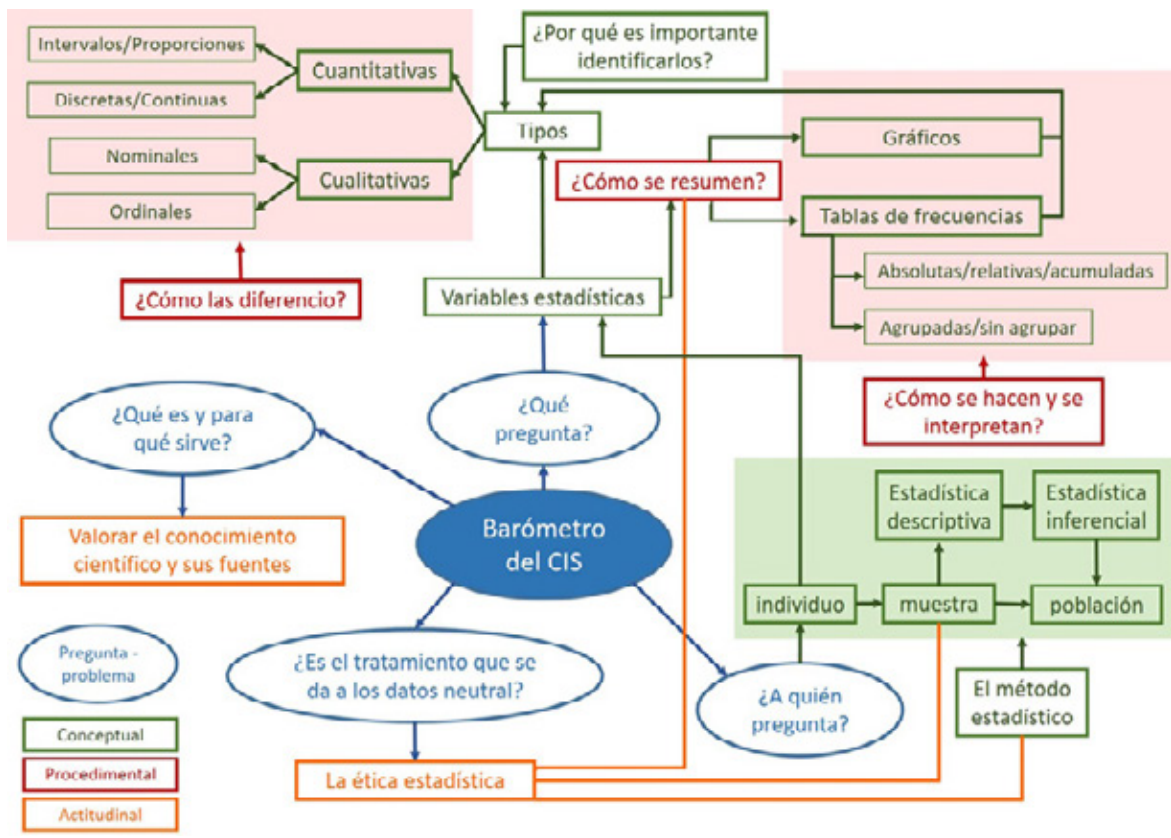 Intervalos/Proporciones
Discretas/Continuas
Cuantitativas
Nominales
Ordinales
Cualitativas
¿Cómo las diferencio?
¿Por qué es importante
identificarlos?
Tipos
¿Cómo se resumen?
Gráficos
Tablas de frecuencias
Absolutas/relativas/acumuladas
Agrupadas/sin agrupar
¿Cómo se hacen y se
interpretan?
Variables estadísticas
¿Qué es y para
qué sirve?
¿Qué
pregunta?
Valorar el conocimiento
científico y sus fuentes
Barómetro
del CIS
Estadística
descriptiva
Estadística
inferencial
individuo
muestra
población
¿Es el tratamiento que se
da a los datos neutral?
¿A quién
pregunta?
El método
estadístico
La ética estadística
Pregunta -
problema
Conceptual
Procedimental
Actitudinal